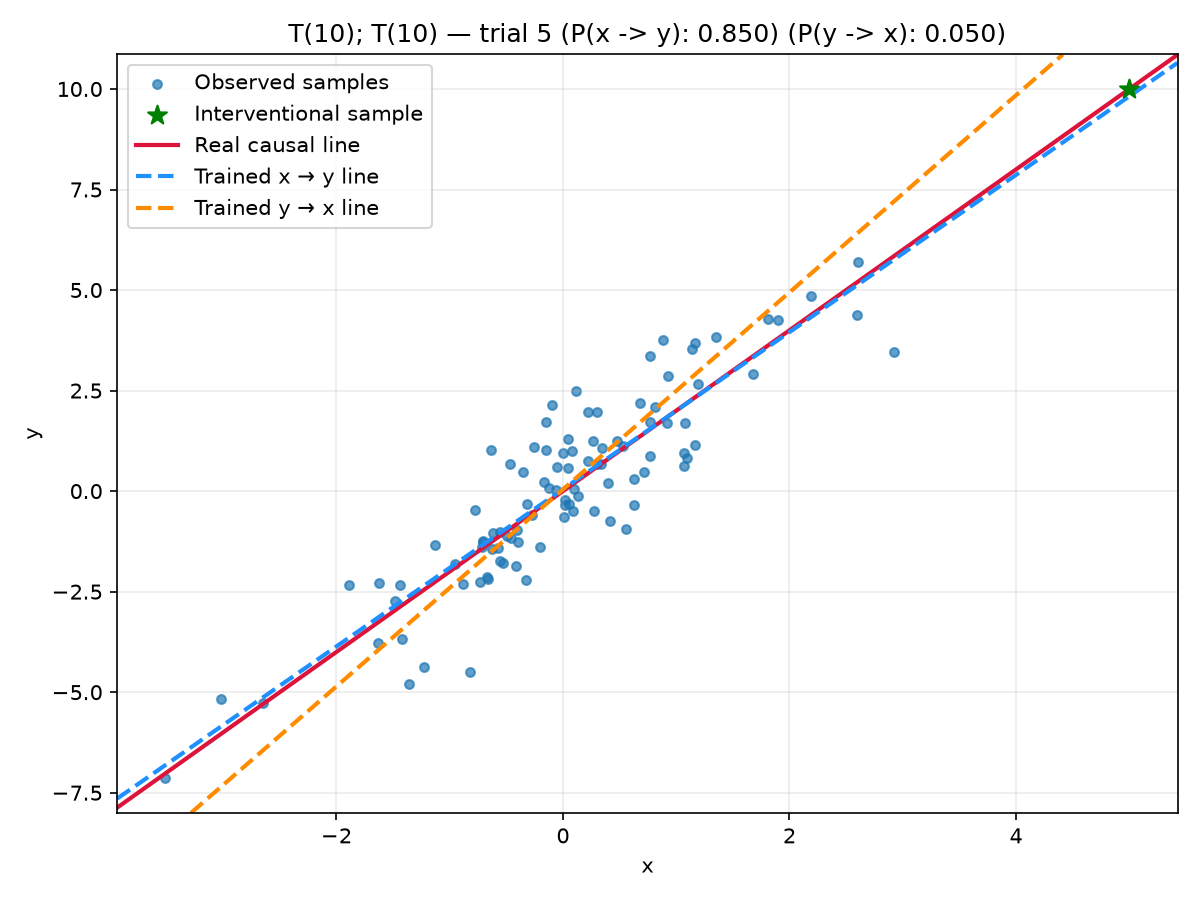 T(10); T(10) — trial 5 (P(x -> y): 0.850) (P(y -> x): 0.050)
Observed samples
Interventional sample
Real causal line
Trained x → y line
Trained y → x line
10.0
7.5
5.0
2.5
0.0
−2.5
−5.0
−7.5
y
−2
0
2
4
x